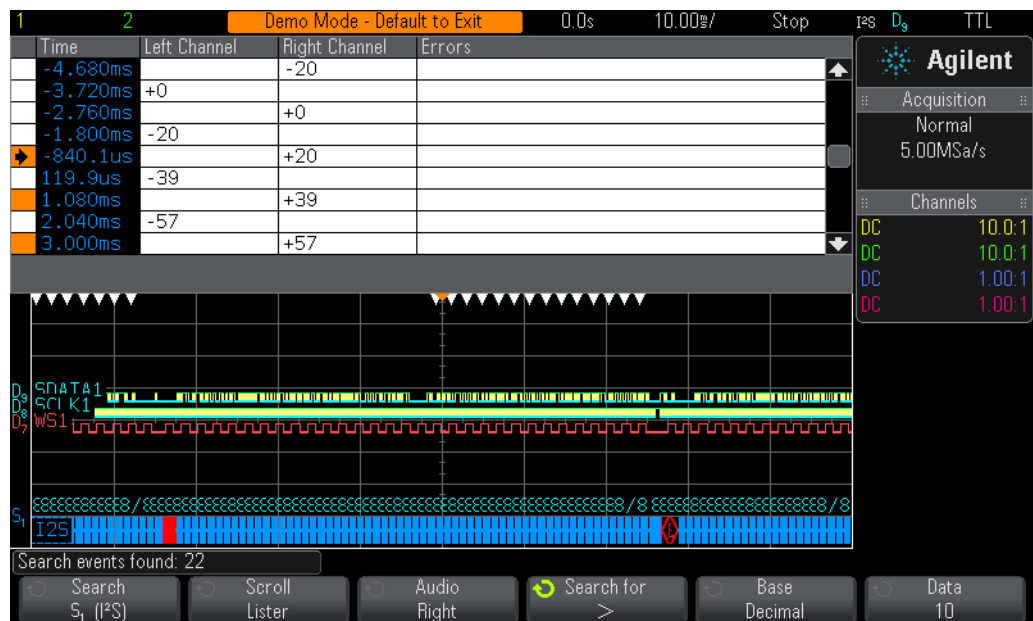 1 2 Demo Mode - Default to Exit 0.0s 10.00ms/ Stop I²S D9 TTL
Time Left Channel Right Channel Errors
-4.680ms -20
-3.720ms +0
-2.760ms +0
-1.800ms -20
-840.1us +20
119.9us -39
1.080ms +39
2.040ms -57
3.000ms +57
Agilent
Acquisition
Normal
5.00MSa/s
Channels
DC 10.0:1
DC 10.0:1
DC 1.00:1
DC 1.00:1
D9 SDATA1
D8 SCLK1
D7 WS1
S1 I2S
Search events found: 22
Search Scroll Audio Search for Base Data
S1 (I²S) Lister Right > Decimal 10